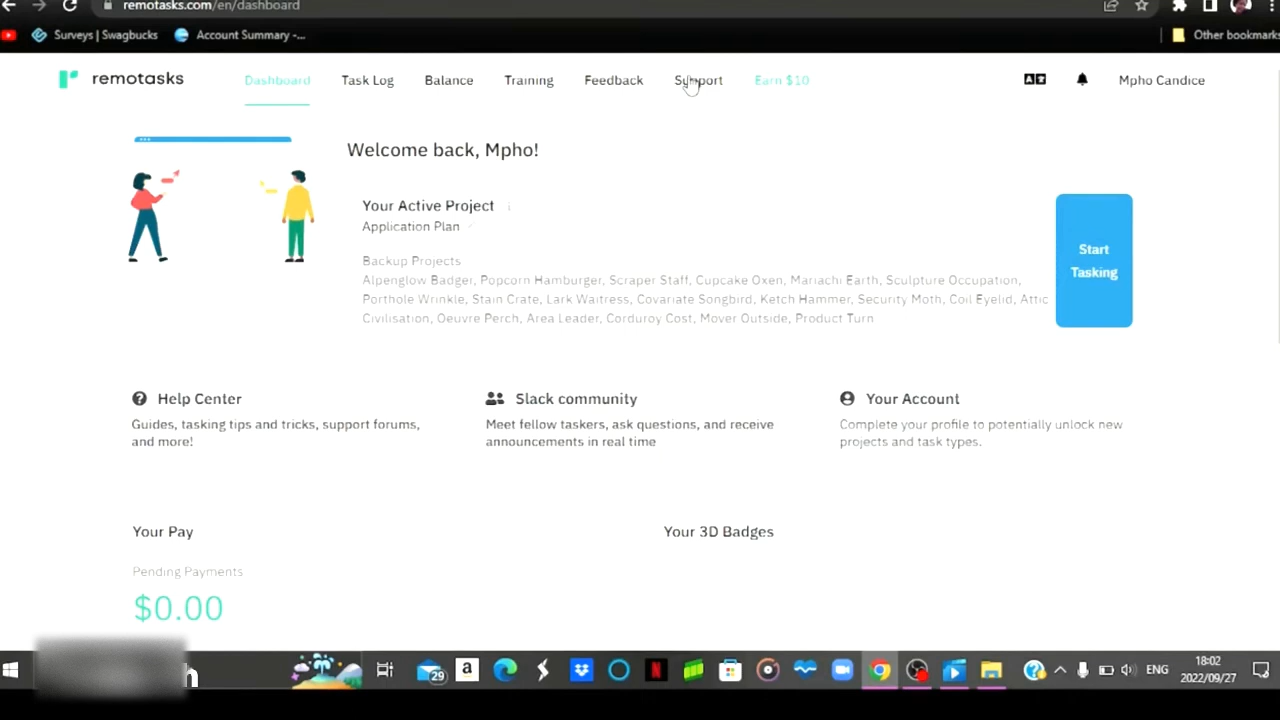 remotasks.com/en/dashboard
Surveys | Swagbucks
Account Summary -...
Other bookmarks
remotasks
Dashboard
Task Log
Balance
Training
Feedback
Support
Earn $10
Mpho Candice
Welcome back, Mpho!
Your Active Project
Application Plan
Backup Projects
Alpenglow Badger, Popcorn Hamburger, Scraper Staff, Cupcake Oxen, Mariachi Earth, Sculpture Occupation,
Porthole Wrinkle, Stain Crate, Lark Waitress, Covariate Songbird, Ketch Hammer, Security Moth, Coil Eyelid, Attic
Civilisation, Oeuvre Perch, Area Leader, Corduroy Cost, Mover Outside, Product Turn
Start
Tasking
Help Center
Guides, tasking tips and tricks, support forums,
and more!
Slack community
Meet fellow taskers, ask questions, and receive
announcements in real time
Your Account
Complete your profile to potentially unlock new
projects and task types.
Your Pay
Your 3D Badges
Pending Payments
$0.00
29
ENG
18:02
2022/09/27